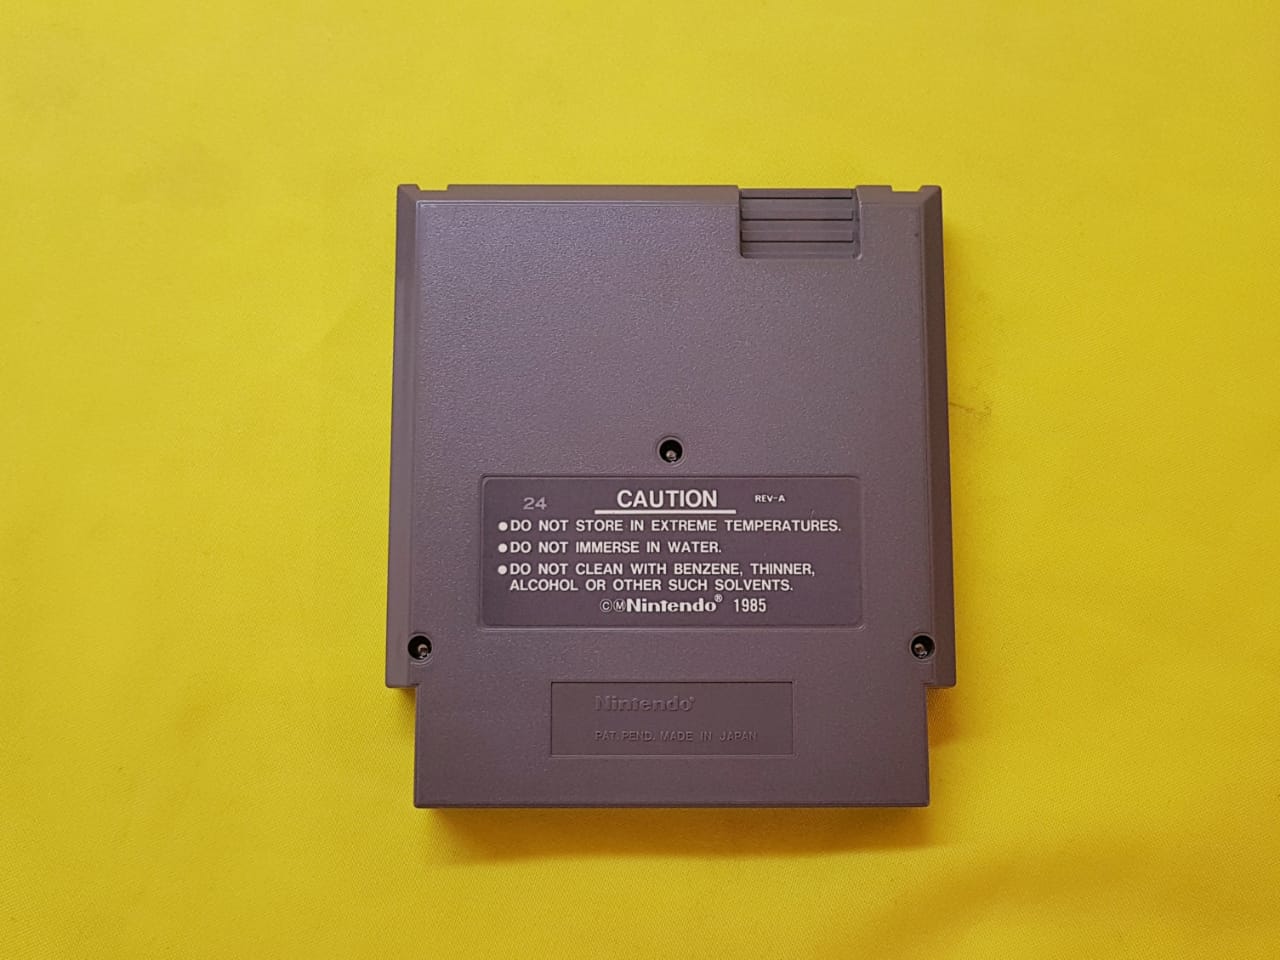 24 CAUTION REV-A
●DO NOT STORE IN EXTREME TEMPERATURES.
●DO NOT IMMERSE IN WATER.
●DO NOT CLEAN WITH BENZENE, THINNER,
ALCOHOL OR OTHER SUCH SOLVENTS.
©ⓂNintendo® 1985
Nintendo®
PAT. PEND. MADE IN JAPAN